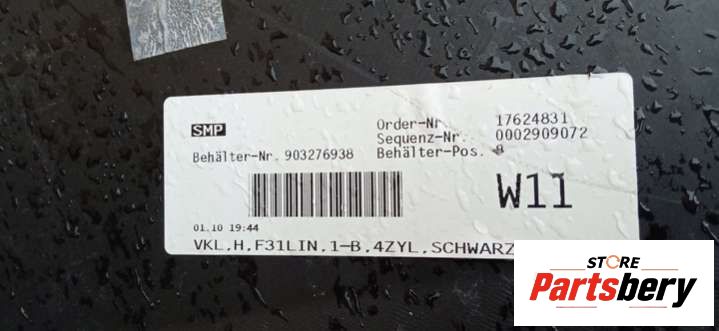 SMP
Order-Nr. 17624831
Sequenz-Nr.. 0002909072
Behälter-Nr. 903276938 Behälter-Pos. 8
W11
01.10 19:44
VKL,H,F31LIN,1-B,4ZYL,SCHWARZ
STORE
Partsbery